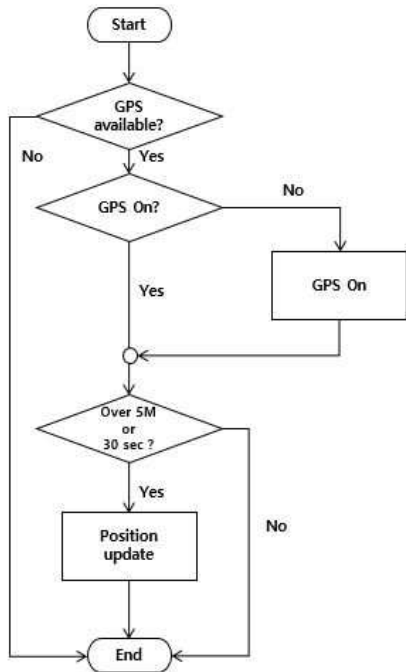 Start
GPS
available?
No
Yes
GPS On?
No
GPS On
Yes
Over 5M
or
30 sec ?
Yes
No
Position
update
End